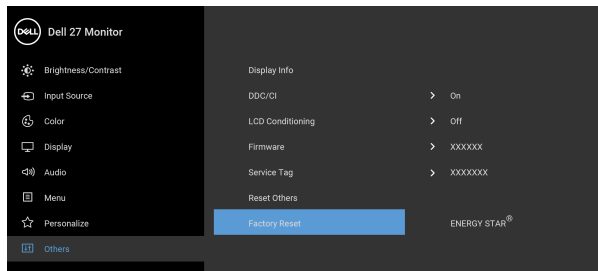 DELL Dell 27 Monitor
Brightness/Contrast Display Info
Input Source DDC/CI > On
Color LCD Conditioning > Off
Display Firmware > XXXXXX
Audio Service Tag > XXXXXXX
Menu Reset Others
Personalize Factory Reset ENERGY STAR®
Others